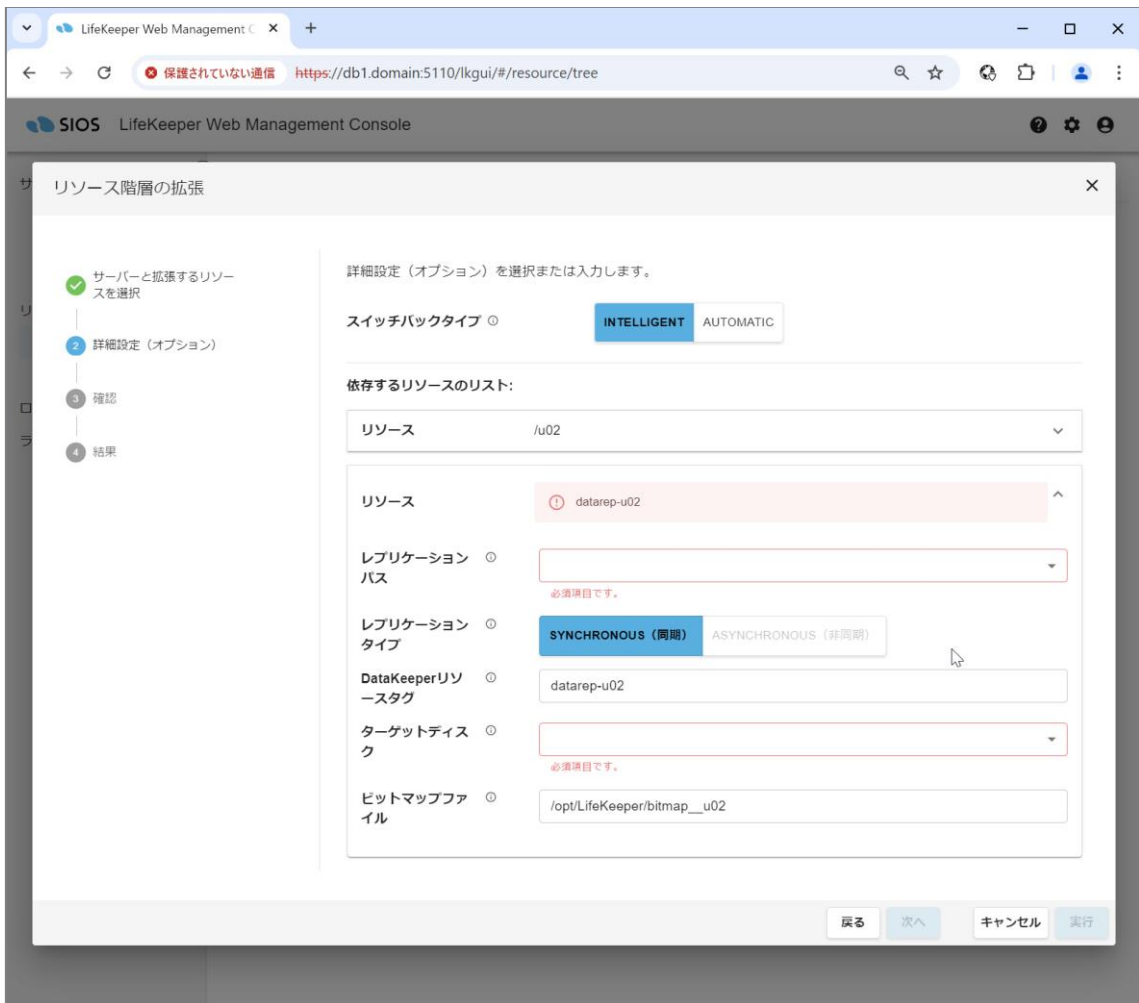 LifeKeeper Web Management C
保護されていない通信 https://db1.domain:5110/lkgui/#/resource/tree
SIOS LifeKeeper Web Management Console
サ
リソース階層の拡張
サーバーと拡張するリソー
スを選択
2 詳細設定（オプション）
3 確認
4 結果
リ
ロ
ラ
詳細設定（オプション）を選択または入力します。
スイッチバックタイプ INTELLIGENT AUTOMATIC
依存するリソースのリスト:
リソース /u02
リソース datarep-u02
レプリケーション
パス
必須項目です。
レプリケーション
タイプ
SYNCHRONOUS（同期） ASYNCHRONOUS（非同期）
DataKeeperリソ
ースタグ
datarep-u02
ターゲットディス
ク
必須項目です。
ビットマップファ
イル
/opt/LifeKeeper/bitmap__u02
戻る 次へ キャンセル 実行